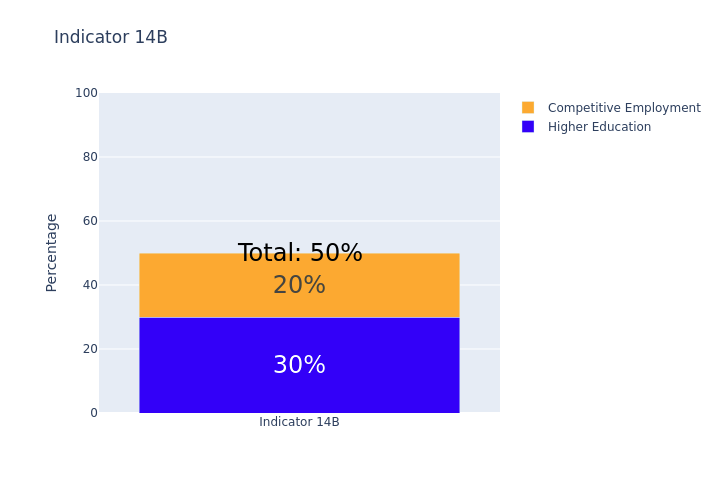 Indicator 14B
100
80
60
40
20
0
Percentage
Total: 50%
20%
30%
Indicator 14B
Competitive Employment
Higher Education